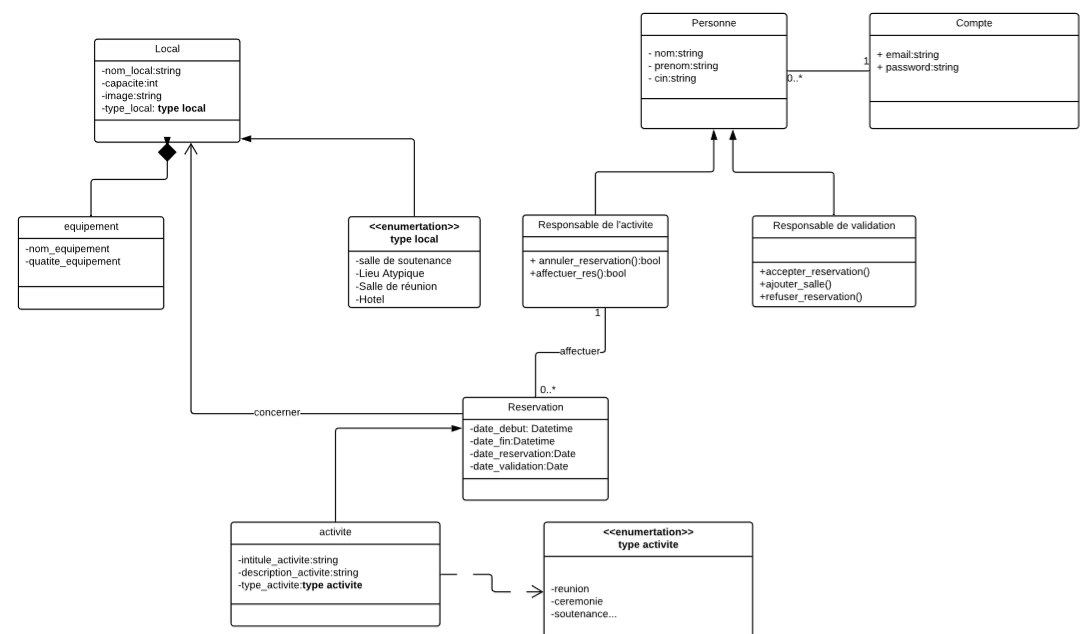 Local
-nom_local:string
-capacite:int
-image:string
-type_local: type local
Personne
- nom:string
- prenom:string
- cin:string
Compte
+ email:string
+ password:string
1
0..*
equipement
-nom_equipement
-quatite_equipement
<<enumertation>>
type local
-salle de soutenance
-Lieu Atypique
-Salle de réunion
-Hotel
Responsable de l'activite
+ annuler_reservation():bool
+affectuer_res():bool
Responsable de validation
+accepter_reservation()
+ajouter_salle()
+refuser_reservation()
1
affectuer
0..*
concerner
Reservation
-date_debut: Datetime
-date_fin:Datetime
-date_reservation:Date
-date_validation:Date
activite
-intitule_activite:string
-description_activite:string
-type_activite:type activite
<<enumertation>>
type activite
-reunion
-ceremonie
-soutenance...